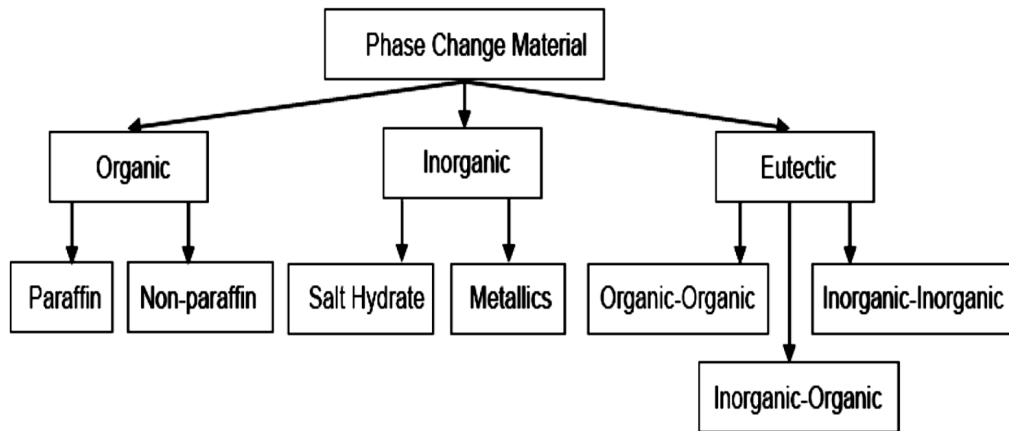 Phase Change Material
Organic
Inorganic
Eutectic
Paraffin
Non-paraffin
Salt Hydrate
Metallics
Organic-Organic
Inorganic-Inorganic
Inorganic-Organic